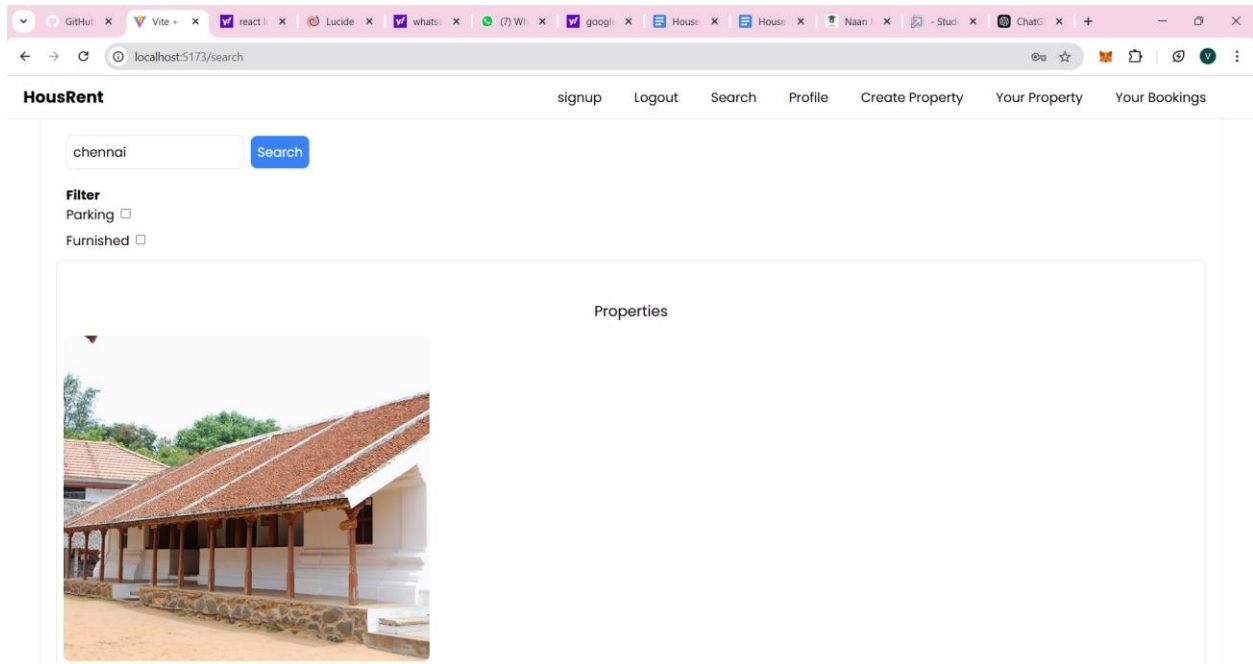 GitHub Vite + react Lucide whats (7) Wh googl House House Naan - Stud ChatG
localhost:5173/search
V
HousRent signup Logout Search Profile Create Property Your Property Your Bookings
chennai Search
Filter
Parking
Furnished
Properties